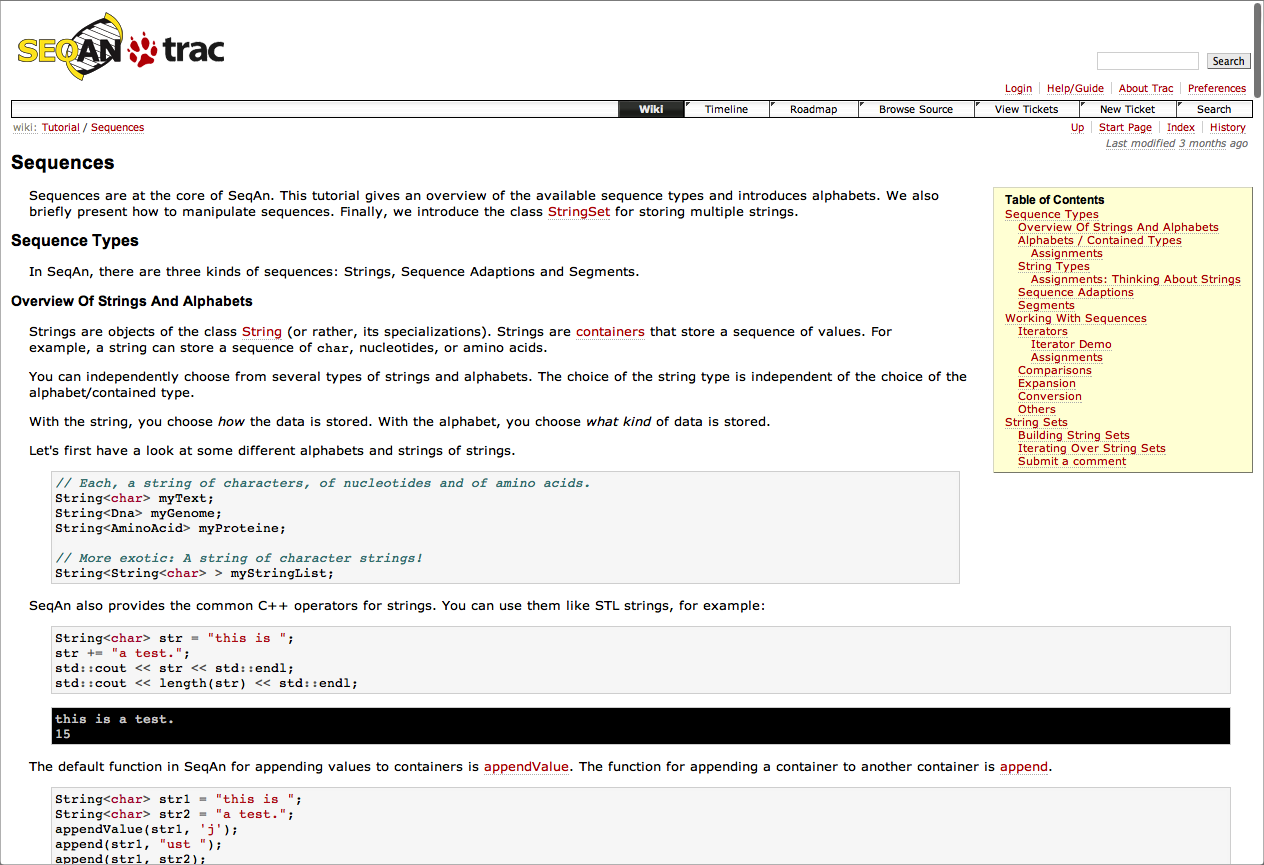 SEQAN trac
Search
Login Help/Guide About Trac Preferences
Wiki Timeline Roadmap Browse Source View Tickets New Ticket Search
wiki: Tutorial / Sequences
Up Start Page Index History
Last modified 3 months ago
Sequences
Sequences are at the core of SeqAn. This tutorial gives an overview of the available sequence types and introduces alphabets. We also
briefly present how to manipulate sequences. Finally, we introduce the class StringSet for storing multiple strings.
Sequence Types
In SeqAn, there are three kinds of sequences: Strings, Sequence Adaptions and Segments.
Overview Of Strings And Alphabets
Strings are objects of the class String (or rather, its specializations). Strings are containers that store a sequence of values. For
example, a string can store a sequence of char, nucleotides, or amino acids.
You can independently choose from several types of strings and alphabets. The choice of the string type is independent of the choice of the
alphabet/contained type.
With the string, you choose how the data is stored. With the alphabet, you choose what kind of data is stored.
Let's first have a look at some different alphabets and strings of strings.
Table of Contents
Sequence Types
Overview Of Strings And Alphabets
Alphabets / Contained Types
Assignments
String Types
Assignments: Thinking About Strings
Sequence Adaptions
Segments
Working With Sequences
Iterators
Iterator Demo
Assignments
Comparisons
Expansion
Conversion
Others
String Sets
Building String Sets
Iterating Over String Sets
Submit a comment
// Each, a string of characters, of nucleotides and of amino acids.
String<char> myText;
String<Dna> myGenome;
String<AminoAcid> myProteine;
// More exotic: A string of character strings!
String<String<char> > myStringList;
SeqAn also provides the common C++ operators for strings. You can use them like STL strings, for example:
String<char> str = "this is ";
str += "a test.";
std::cout << str << std::endl;
std::cout << length(str) << std::endl;
this is a test.
15
The default function in SeqAn for appending values to containers is appendValue. The function for appending a container to another container is append.
String<char> str1 = "this is ";
String<char> str2 = "a test.";
appendValue(str1, 'j');
append(str1, "ust ");
append(str1, str2);